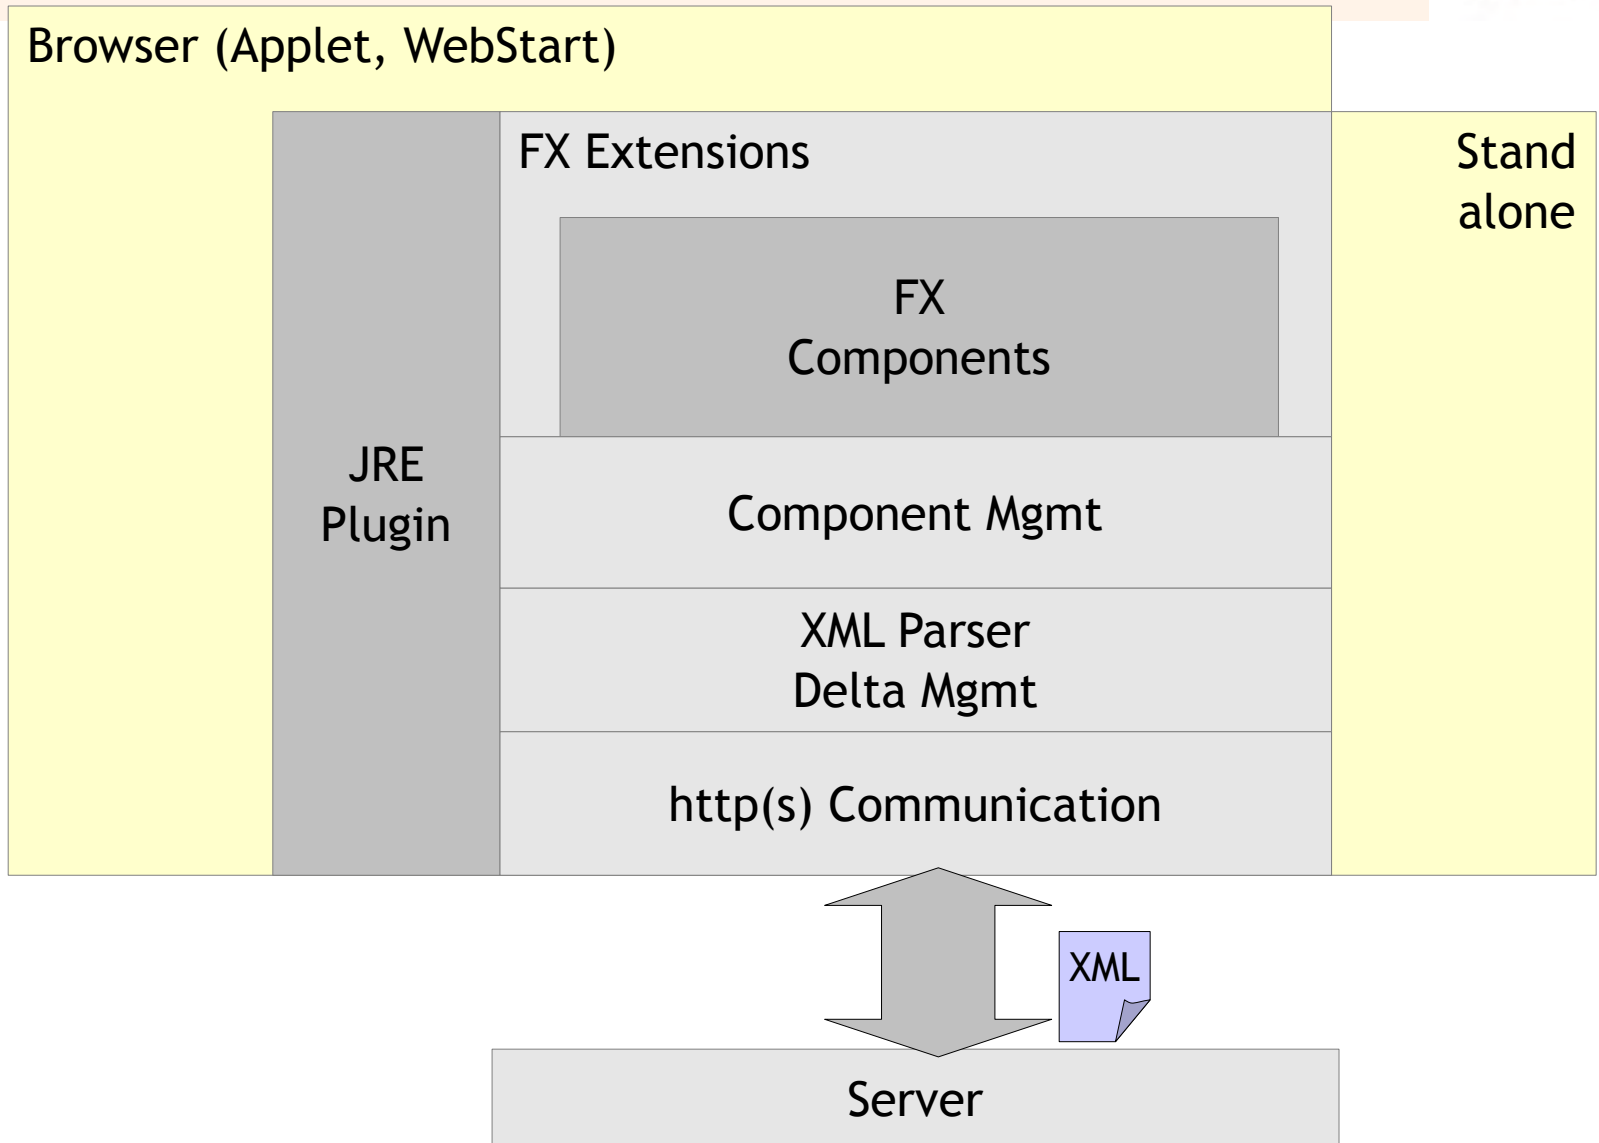 Browser (Applet, WebStart)
FX Extensions
Stand
alone
FX
Components
JRE
Plugin
Component Mgmt
XML Parser
Delta Mgmt
http(s) Communication
XML
Server